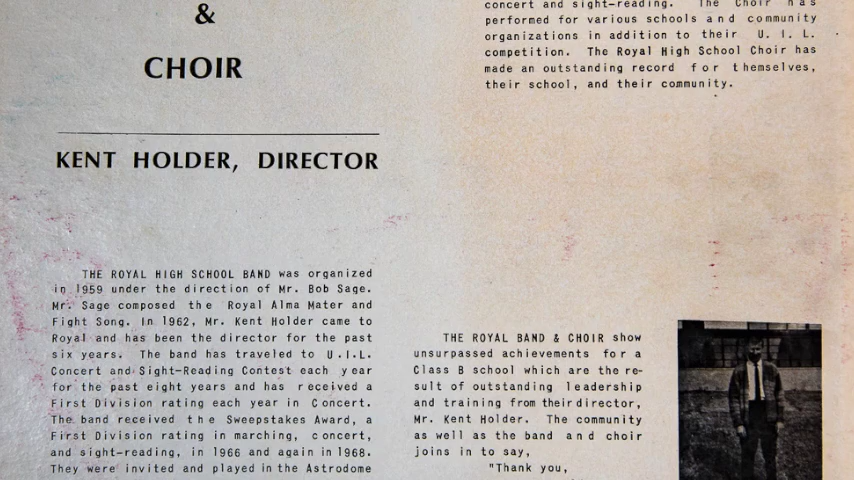 &
CHOIR
KENT HOLDER, DIRECTOR
THE ROYAL HIGH SCHOOL BAND was organized
in 1959 under the direction of Mr. Bob Sage.
Mr. Sage composed the Royal Alma Mater and
Fight Song. In 1962, Mr. Kent Holder came to
Royal and has been the director for the past
six years. The band has traveled to U.I.L.
Concert and Sight-Reading Contest each year
for the past eight years and has received a
First Division rating each year in Concert.
The band received the Sweepstakes Award, a
First Division rating in marching, concert,
and sight-reading, in 1966 and again in 1968.
They were invited and played in the Astrodome
concert and sight-reading. The Choir has
performed for various schools and community
organizations in addition to their U. I. L.
competition. The Royal High School Choir has
made an outstanding record for themselves,
their school, and their community.
THE ROYAL BAND & CHOIR show
unsurpassed achievements for a
Class B school which are the re-
sult of outstanding leadership
and training from their director,
Mr. Kent Holder. The community
as well as the band and choir
joins in to say,
"Thank you,